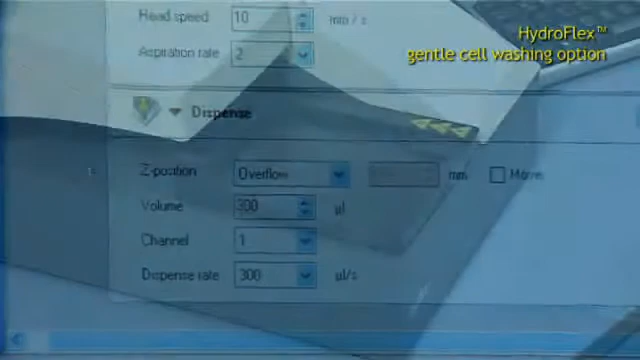 HydroFlex™
gentle cell washing option
Head speed 10 mm / s
Aspiration rate 2
Dispense
Z-position Overflow mm Move
Volume 300 µl
Channel 1
Dispense rate 300 µl/s